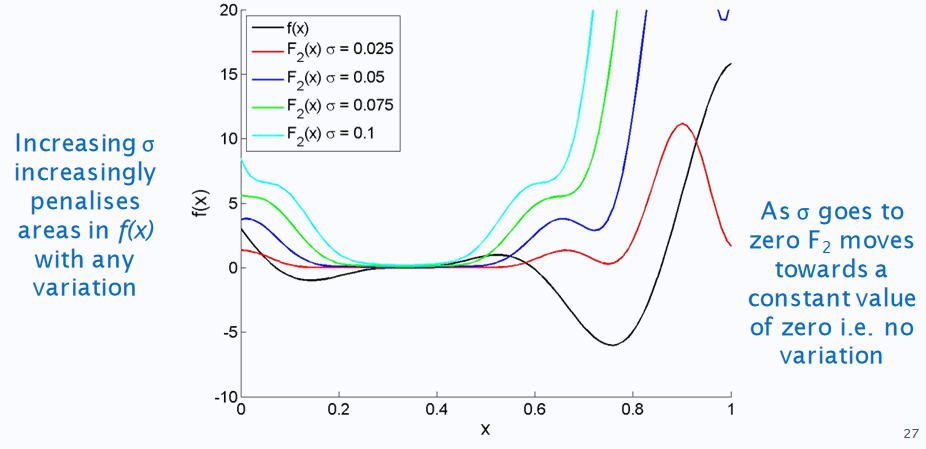 Increasing σ
increasingly
penalises
areas in f(x)
with any
variation
f(x)
F2(x) σ = 0.025
F2(x) σ = 0.05
F2(x) σ = 0.075
F2(x) σ = 0.1
20
15
10
5
0
-5
-10
f(x)
0
0.2
0.4
0.6
0.8
1
x
As σ goes to
zero F2 moves
towards a
constant value
of zero i.e. no
variation
27